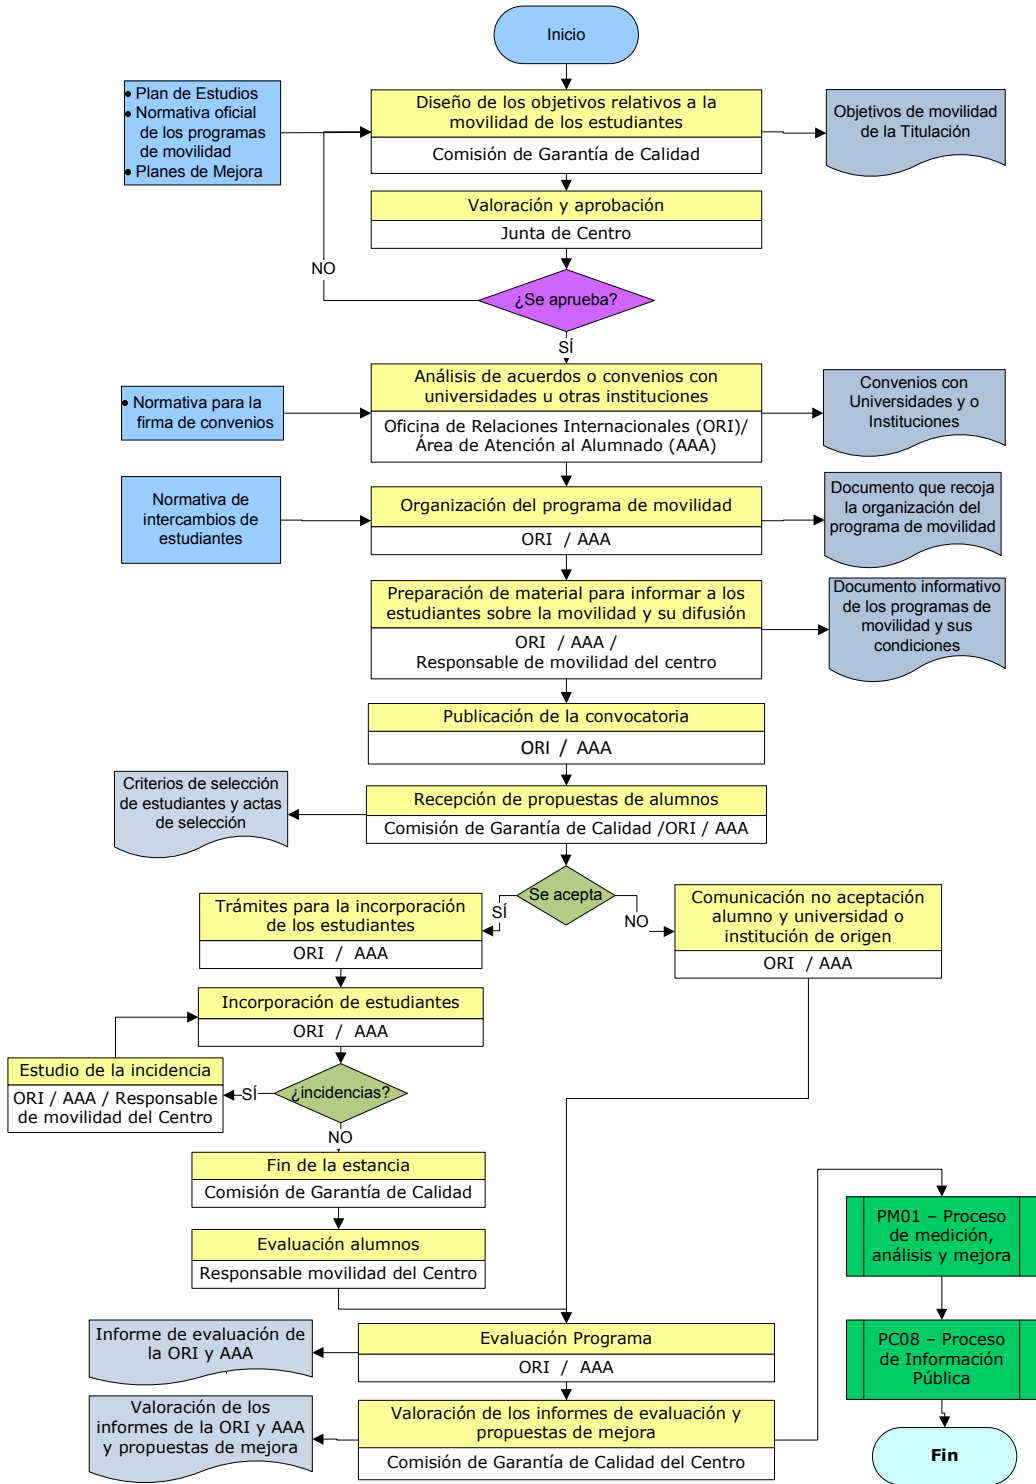 Inicio
• Plan de Estudios
• Normativa oficial
de los programas
de movilidad
• Planes de Mejora
Diseño de los objetivos relativos a la
movilidad de los estudiantes
Comisión de Garantía de Calidad
Objetivos de movilidad
de la Titulación
Valoración y aprobación
Junta de Centro
NO
¿Se aprueba?
SÍ
• Normativa para la
firma de convenios
Análisis de acuerdos o convenios con
universidades u otras instituciones
Oficina de Relaciones Internacionales (ORI)/
Área de Atención al Alumnado (AAA)
Convenios con
Universidades y o
Instituciones
Normativa de
intercambios de
estudiantes
Organización del programa de movilidad
ORI / AAA
Documento que recoja
la organización del
programa de movilidad
Preparación de material para informar a los
estudiantes sobre la movilidad y su difusión
ORI / AAA /
Responsable de movilidad del centro
Documento informativo
de los programas de
movilidad y sus
condiciones
Publicación de la convocatoria
ORI / AAA
Criterios de selección
de estudiantes y actas
de selección
Recepción de propuestas de alumnos
Comisión de Garantía de Calidad /ORI / AAA
Se acepta
SÍ
NO
Trámites para la incorporación
de los estudiantes
ORI / AAA
Comunicación no aceptación
alumno y universidad o
institución de origen
ORI / AAA
Incorporación de estudiantes
ORI / AAA
Estudio de la incidencia
ORI / AAA / Responsable
de movilidad del Centro
SÍ
¿incidencias?
NO
Fin de la estancia
Comisión de Garantía de Calidad
Evaluación alumnos
Responsable movilidad del Centro
PM01 – Proceso
de medición,
análisis y mejora
Informe de evaluación de
la ORI y AAA
Evaluación Programa
ORI / AAA
PC08 – Proceso
de Información
Pública
Valoración de los
informes de la ORI y AAA
y propuestas de mejora
Valoración de los informes de evaluación y
propuestas de mejora
Comisión de Garantía de Calidad del Centro
Fin